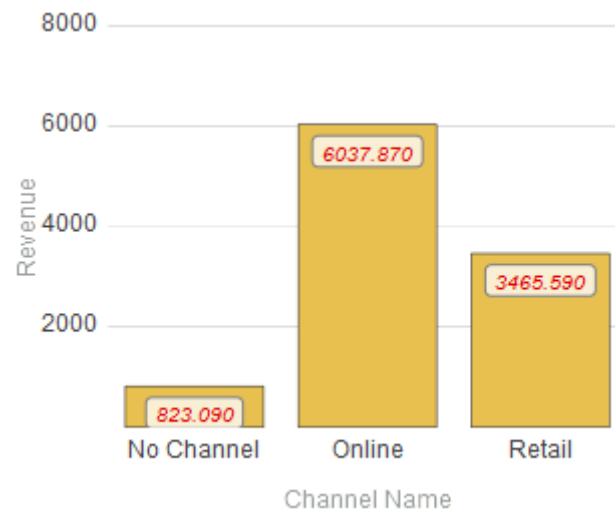 8000
6000
4000
2000
Revenue
6037.870
3465.590
823.090
No Channel
Online
Retail
Channel Name